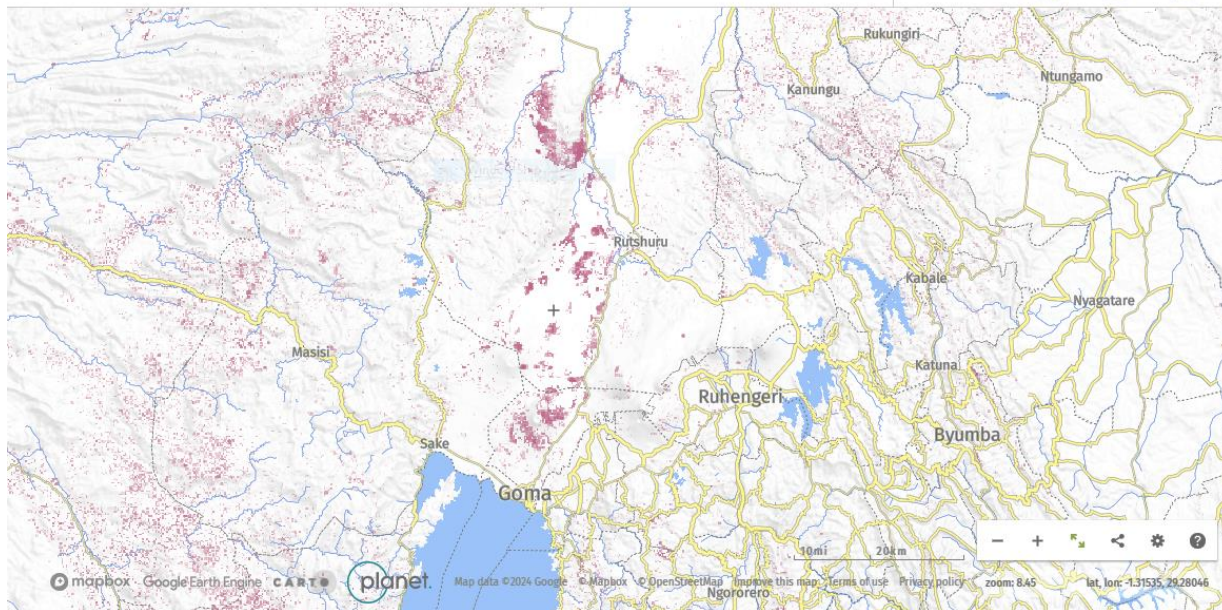 Rukungiri
Ntungamo
Kanungu
Rutshuru
Kabale
Nyagatare
Masisi
Katuna
Ruhengeri
Byumba
Sake
Goma
10mi 20km
mapbox Google Earth Engine CARTO planet. Map data ©2024 Google © Mapbox © OpenStreetMap Improve this map Terms of use Privacy policy zoom: 8.45 lat, lon: -1.31535, 29.28046
Ngororero